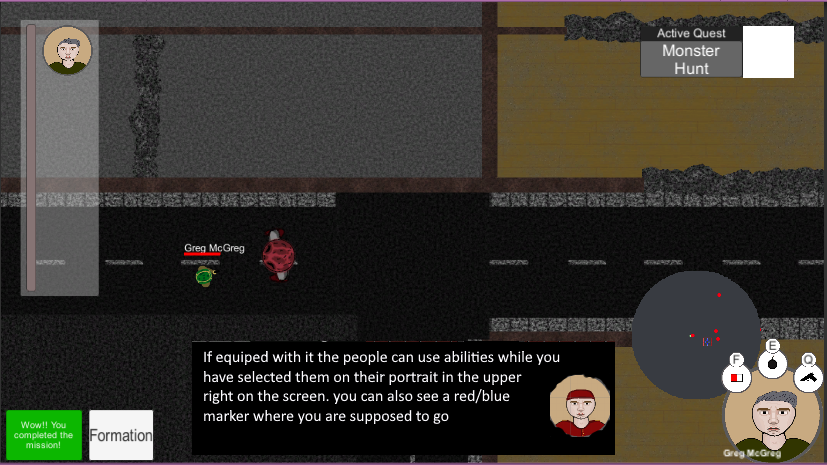 Active Quest
Monster
Hunt
Greg McGreg
If equiped with it the people can use abilities while you
have selected them on their portrait in the upper
right on the screen. you can also see a red/blue
marker where you are supposed to go
F
E
Q
Wow!! You
completed the
mission!
Formation
Greg McGreg